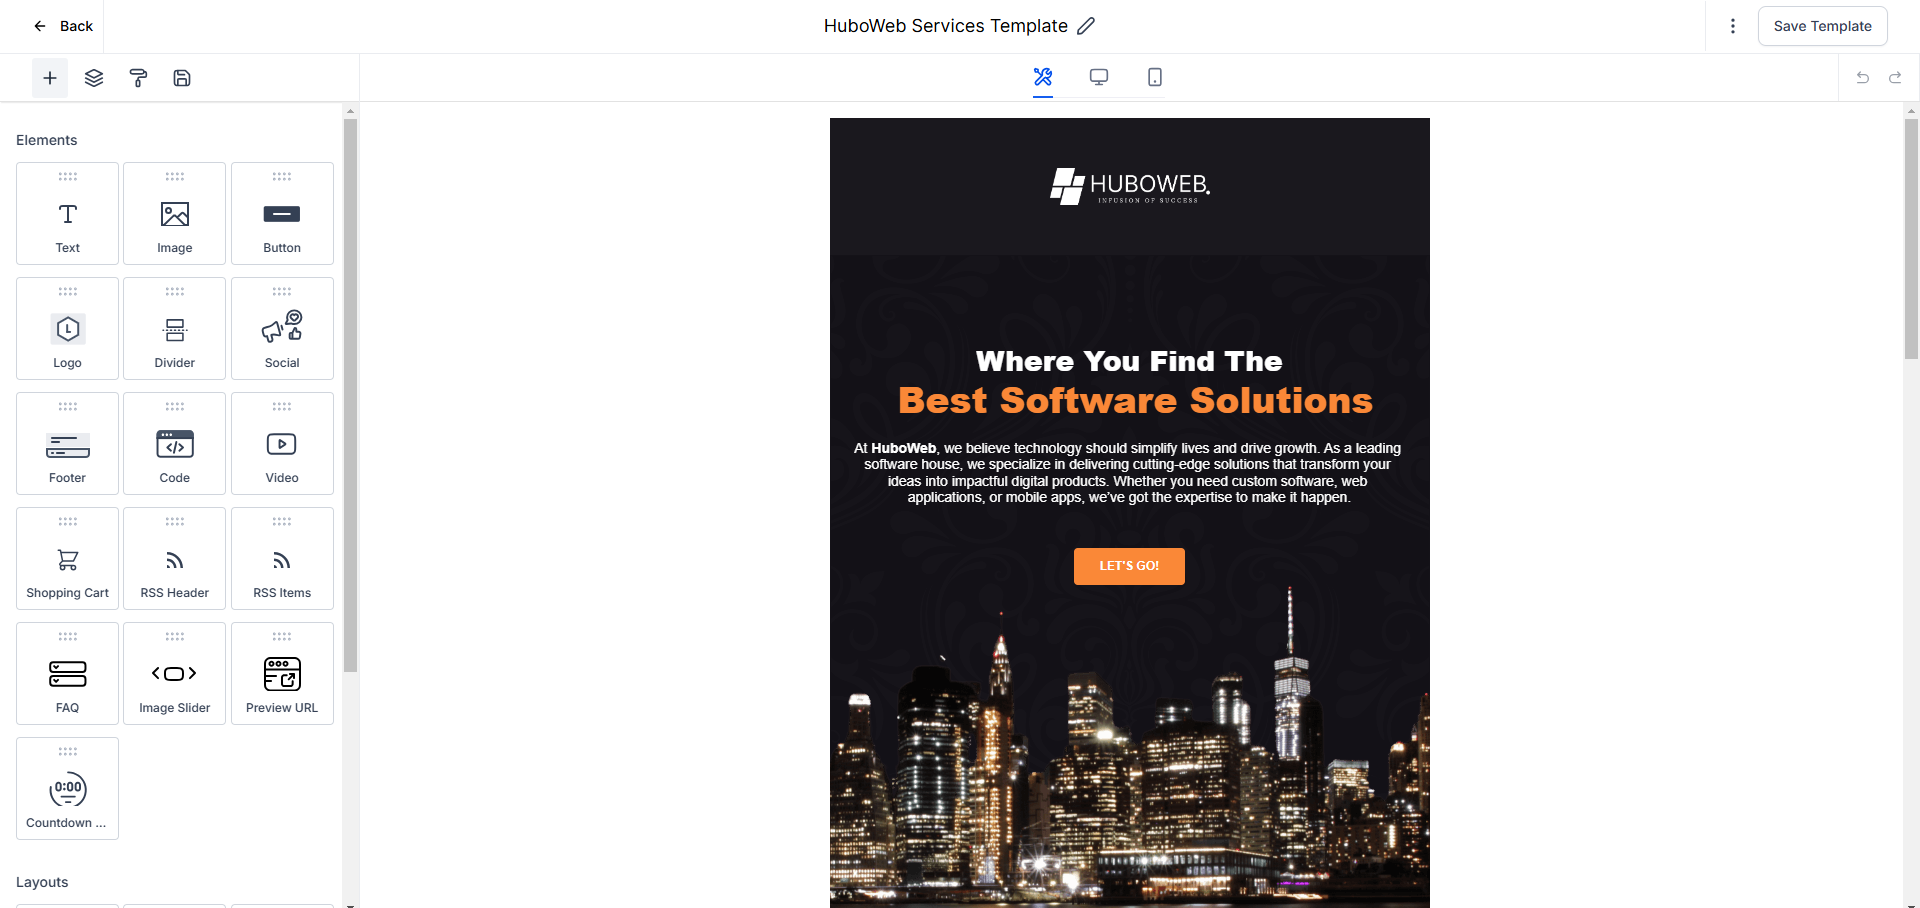 Back
HuboWeb Services Template
Save Template
Elements
Text
Image
Button
L
Logo
Divider
Social
Footer
</>
Code
Video
Shopping Cart
RSS Header
RSS Items
FAQ
Image Slider
Preview URL
0:00
Countdown ...
Layouts
HUBOWEB.
INFUSION OF SUCCESS
Where You Find The
Best Software Solutions
At HuboWeb, we believe technology should simplify lives and drive growth. As a leading
software house, we specialize in delivering cutting-edge solutions that transform your
ideas into impactful digital products. Whether you need custom software, web
applications, or mobile apps, we’ve got the expertise to make it happen.
LET'S GO!